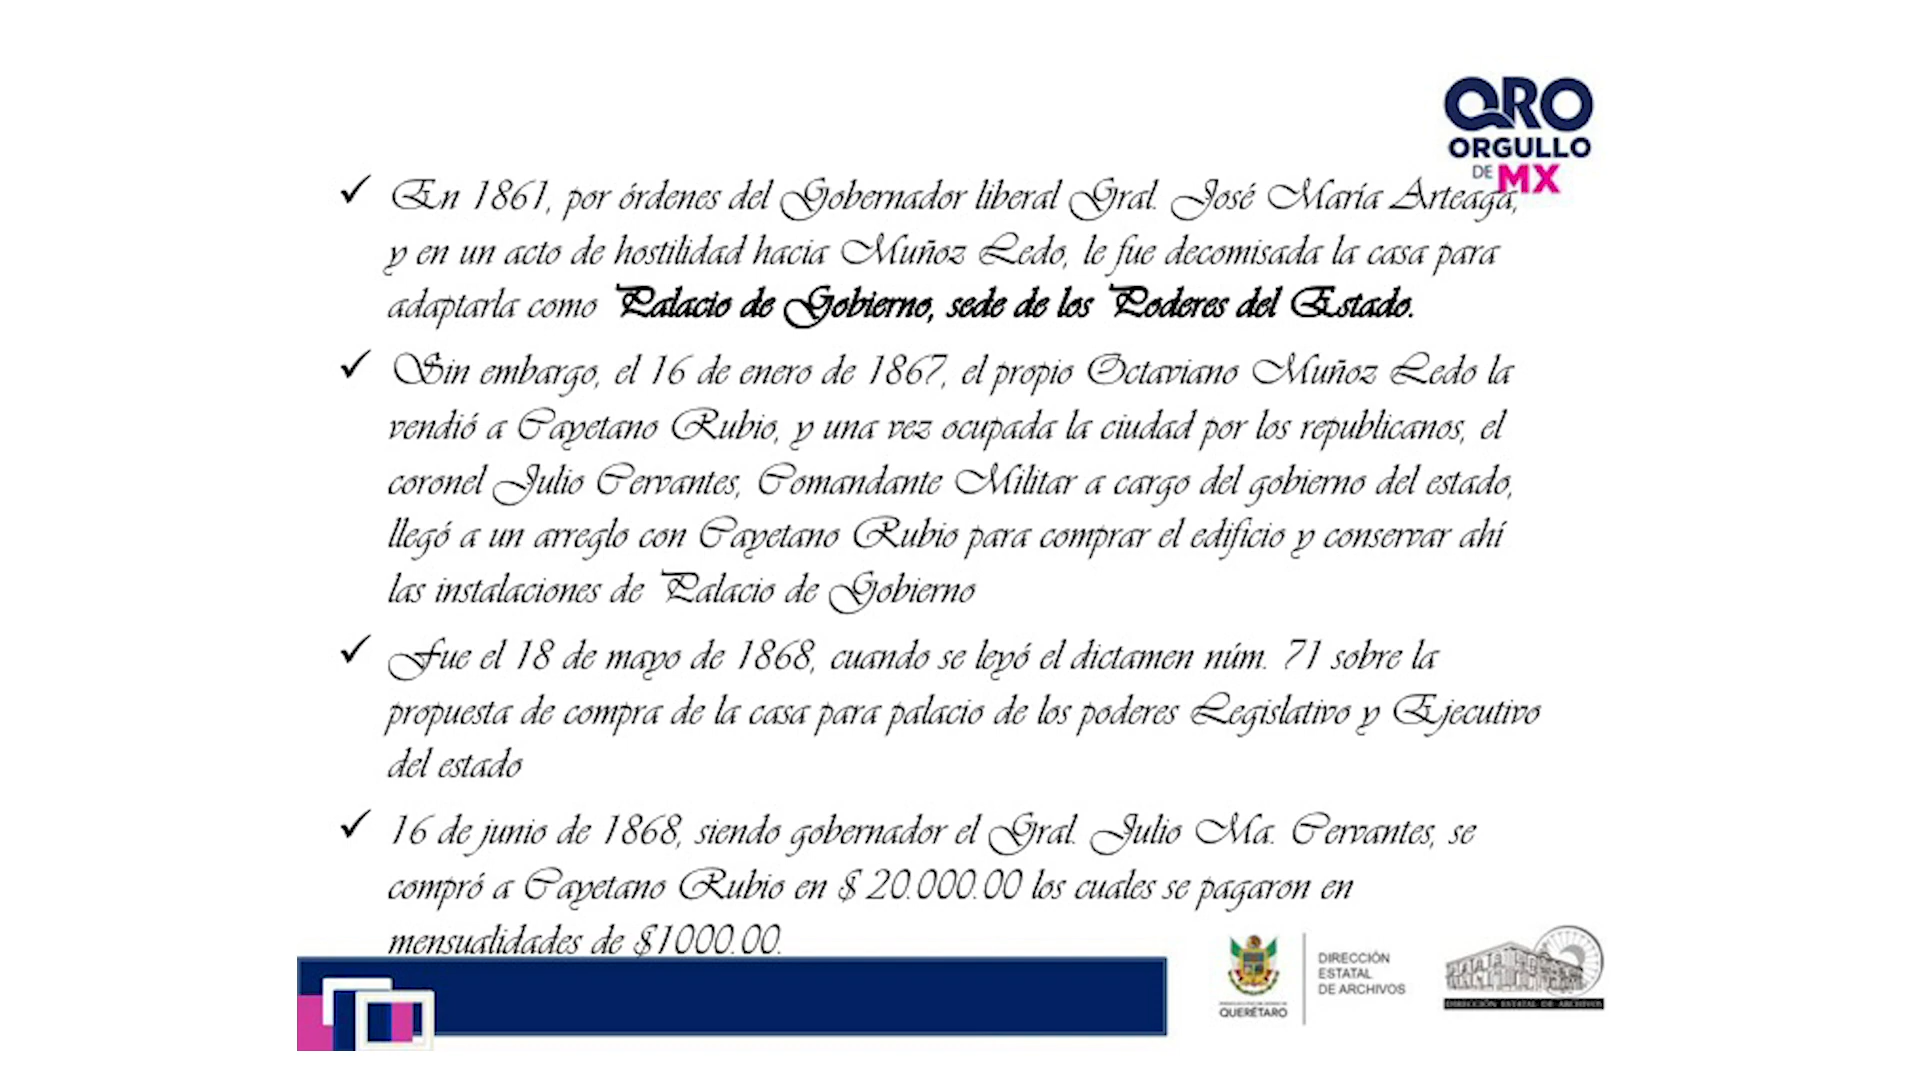 QRO
ORGULLO
DE MX
✓ En 1861, por órdenes del Gobernador liberal Gral. José María Arteaga,
y en un acto de hostilidad hacia Muñoz Ledo, le fue decomisada la casa para
adaptarla como Palacio de Gobierno, sede de los Poderes del Estado.
✓ Sin embargo, el 16 de enero de 1867, el propio Octaviano Muñoz Ledo la
vendió a Cayetano Rubio, y una vez ocupada la ciudad por los republicanos, el
coronel Julio Cervantes, Comandante Militar a cargo del gobierno del estado,
llegó a un arreglo con Cayetano Rubio para comprar el edificio y conservar ahí
las instalaciones de Palacio de Gobierno
✓ Fue el 18 de mayo de 1868, cuando se leyó el dictamen núm. 71 sobre la
propuesta de compra de la casa para palacio de los poderes Legislativo y Ejecutivo
del estado
✓ 16 de junio de 1868, siendo gobernador el Gral. Julio Ma. Cervantes, se
compró a Cayetano Rubio en $ 20.000.00 los cuales se pagaron en
mensualidades de $1000.00.
QUERÉTARO
DIRECCIÓN
ESTATAL
DE ARCHIVOS
DIRECCIÓN ESTATAL DE ARCHIVOS